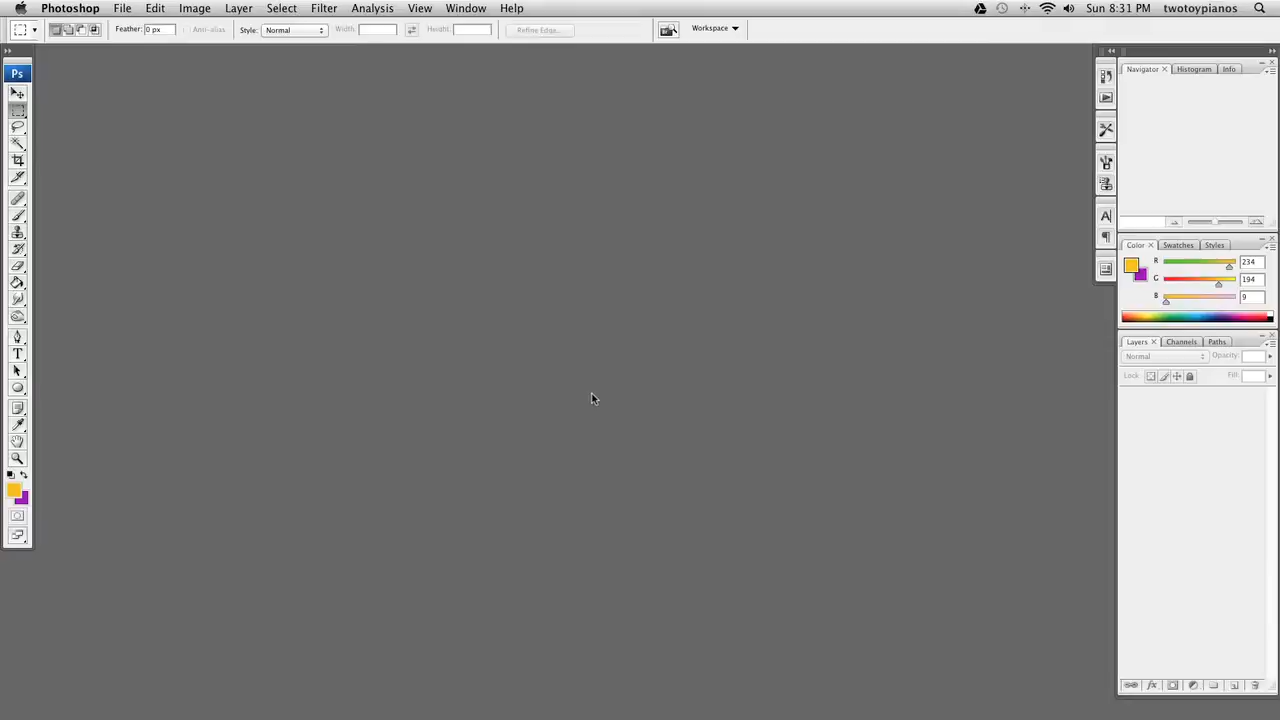 Photoshop File Edit Image Layer Select Filter Analysis View Window Help Sun 8:31 PM twotoypianos
Feather: 0 px Anti-alias Style: Normal Width: Height: Refine Edge... Workspace
Ps
Navigator Histogram Info
Color Swatches Styles
R 234
G 194
B 9
Layers Channels Paths
Normal Opacity:
Lock: Fill: